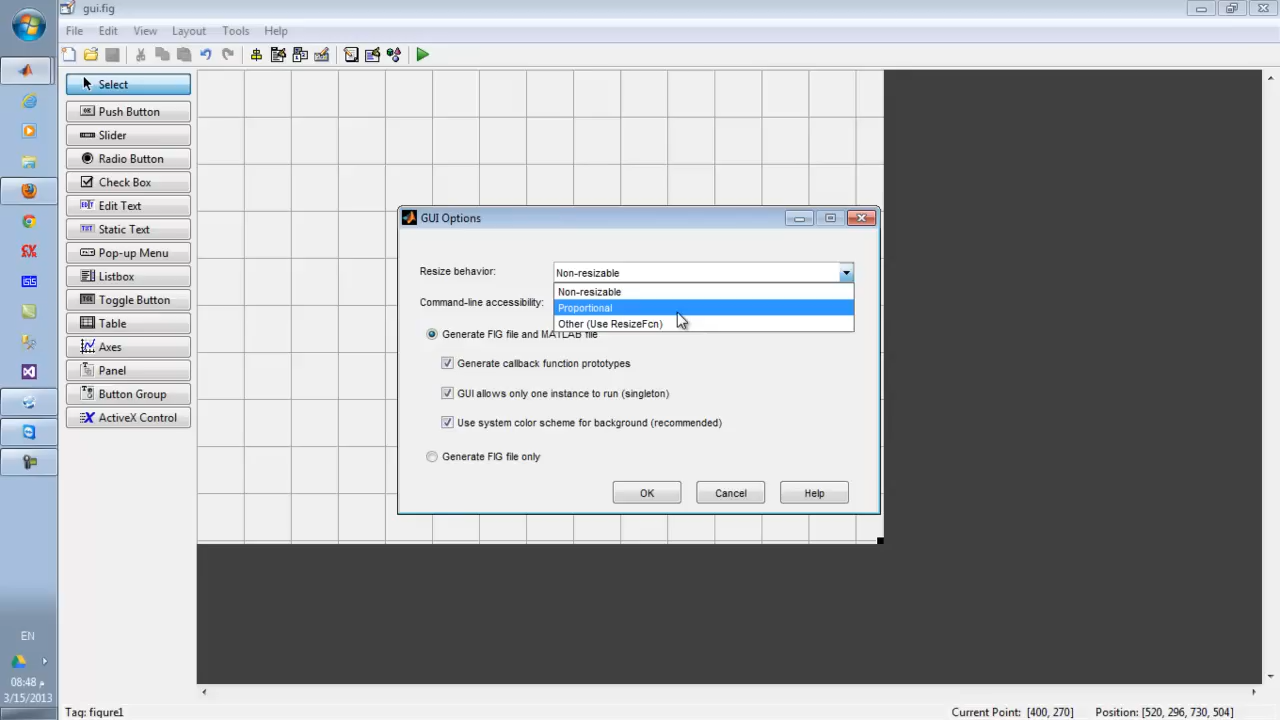 gui.fig
File Edit View Layout Tools Help
Select
Push Button
Slider
Radio Button
Check Box
Edit Text
Static Text
Pop-up Menu
Listbox
Toggle Button
Table
Axes
Panel
Button Group
ActiveX Control
GUI Options
Resize behavior: Non-resizable
Non-resizable
Command-line accessibility: Proportional
Other (Use ResizeFcn)
Generate FIG file and MATLAB file
Generate callback function prototypes
GUI allows only one instance to run (singleton)
Use system color scheme for background (recommended)
Generate FIG file only
OK Cancel Help
EN
08:48 م
3/15/2013
Tag: figure1 Current Point: [400, 270] Position: [520, 296, 730, 504]